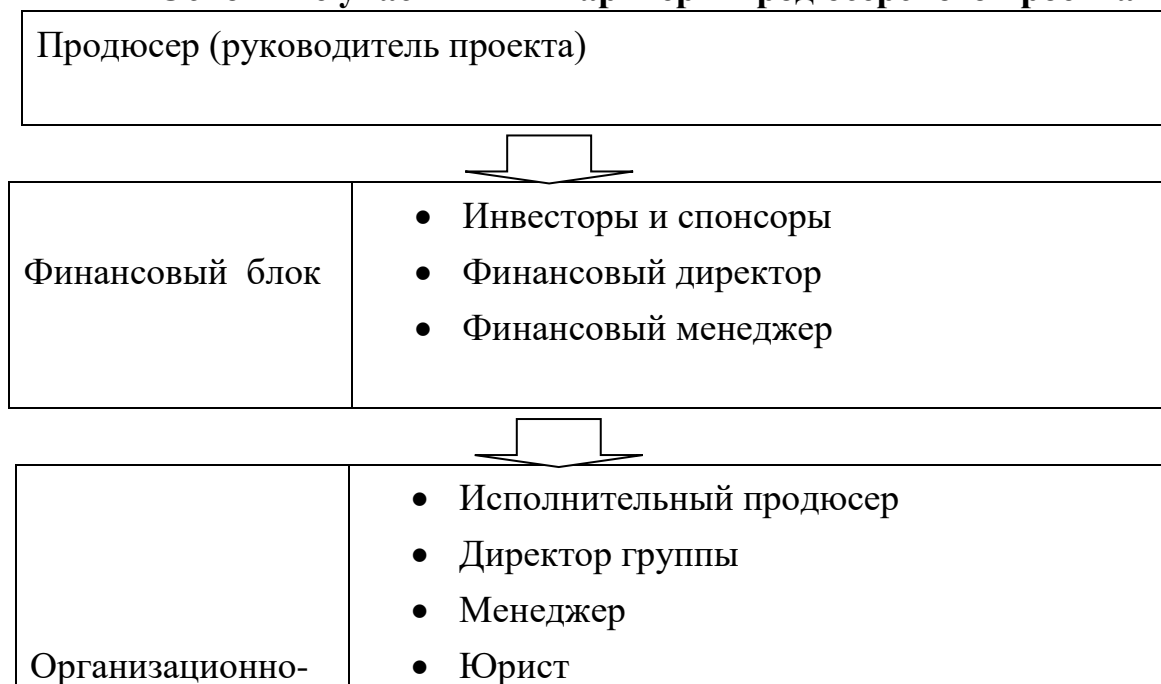 Продюсер (руководитель проекта)
• Инвесторы и спонсоры
Финансовый блок
• Финансовый директор
• Финансовый менеджер
• Исполнительный продюсер
• Директор группы
• Менеджер
Организационно-
• Юрист